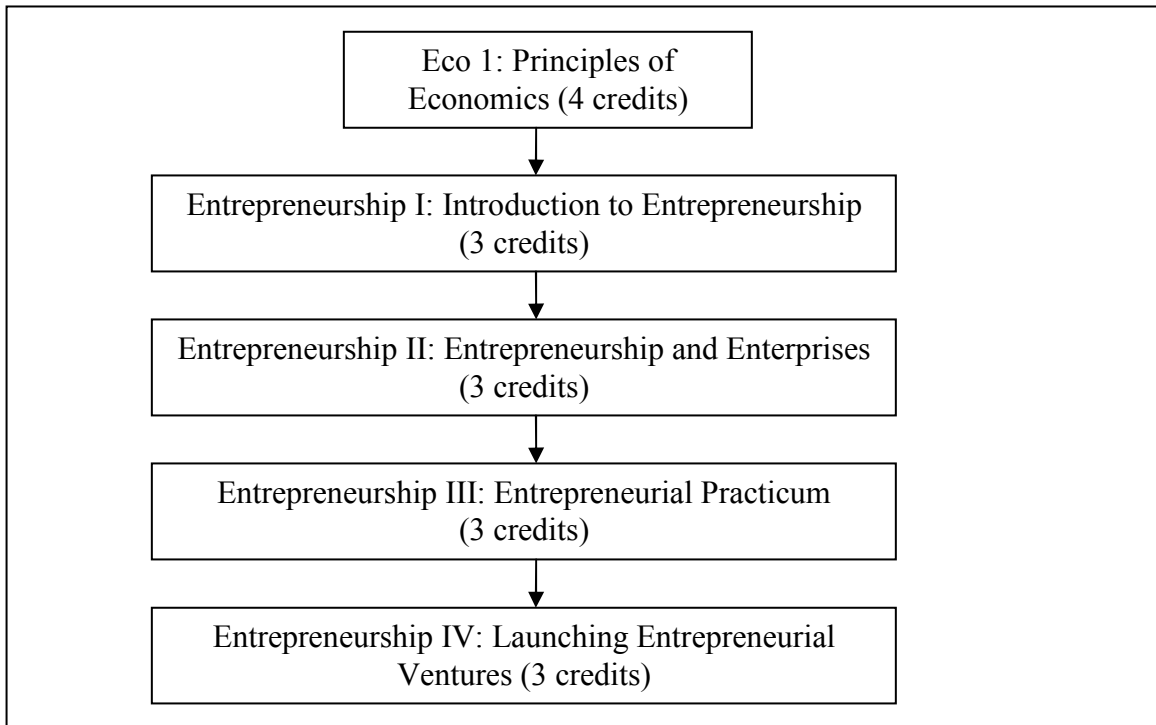 Eco 1: Principles of
Economics (4 credits)
Entrepreneurship I: Introduction to Entrepreneurship
(3 credits)
Entrepreneurship II: Entrepreneurship and Enterprises
(3 credits)
Entrepreneurship III: Entrepreneurial Practicum
(3 credits)
Entrepreneurship IV: Launching Entrepreneurial
Ventures (3 credits)